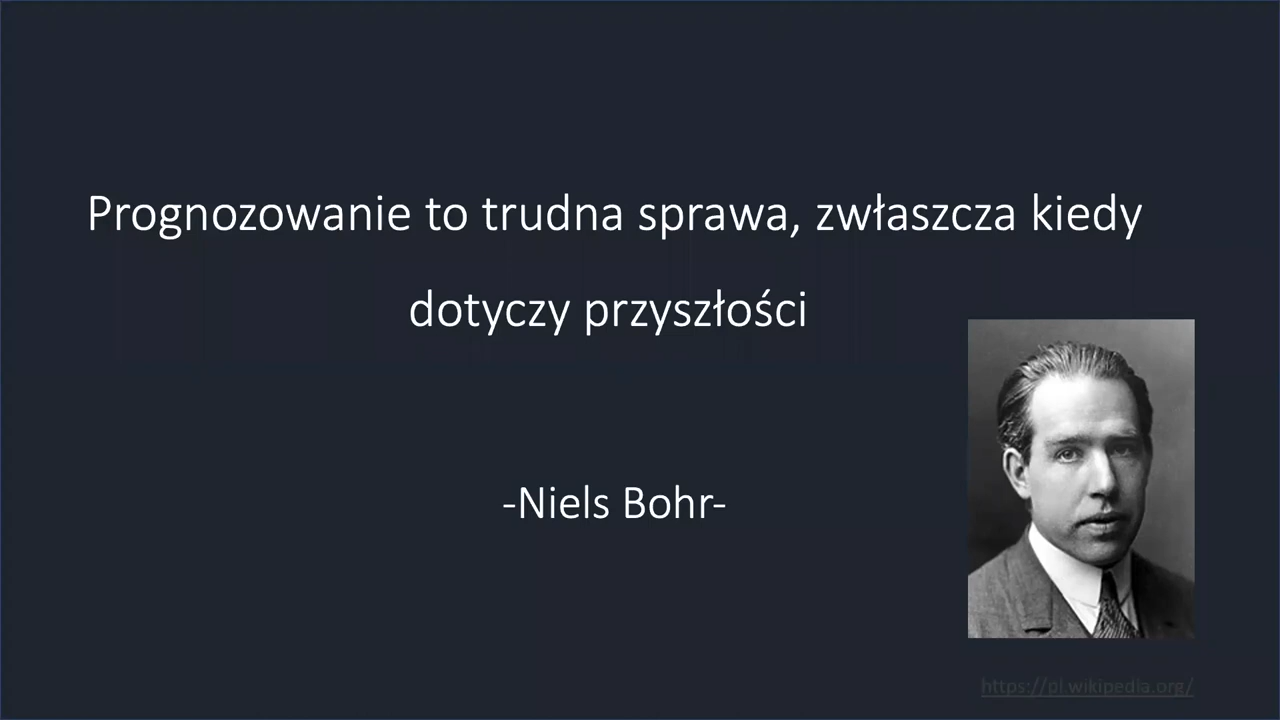 Prognozowanie to trudna sprawa, zwłaszcza kiedy
dotyczy przyszłości
-Niels Bohr-
https://pl.wikipedia.org/